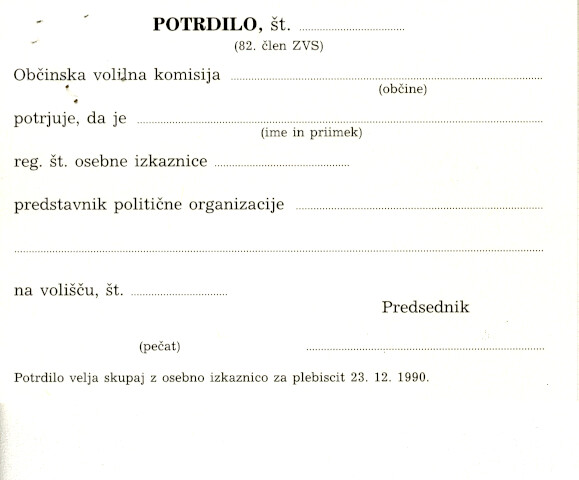 POTRDILO, št. ........................
(82. člen ZVS)
Občinska volilna komisija ........................
(občine)
potrjuje, da je ........................
(ime in priimek)
reg. št. osebne izkaznice ........................
predstavnik politične organizacije ........................
........................
na volišču, št. ........................
Predsednik
(pečat) ........................
Potrdilo velja skupaj z osebno izkaznico za plebiscit 23. 12. 1990.